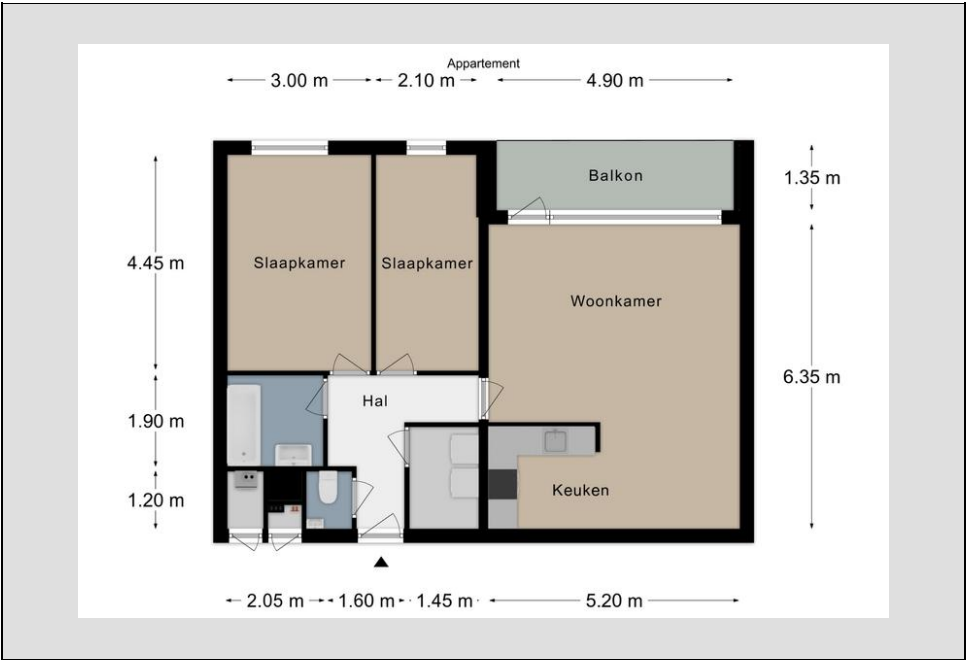 Appartement
3.00 m 2.10 m 4.90 m
Balkon
1.35 m
4.45 m
Slaapkamer Slaapkamer
Woonkamer
6.35 m
Hal
1.90 m
Keuken
1.20 m
2.05 m 1.60 m 1.45 m 5.20 m